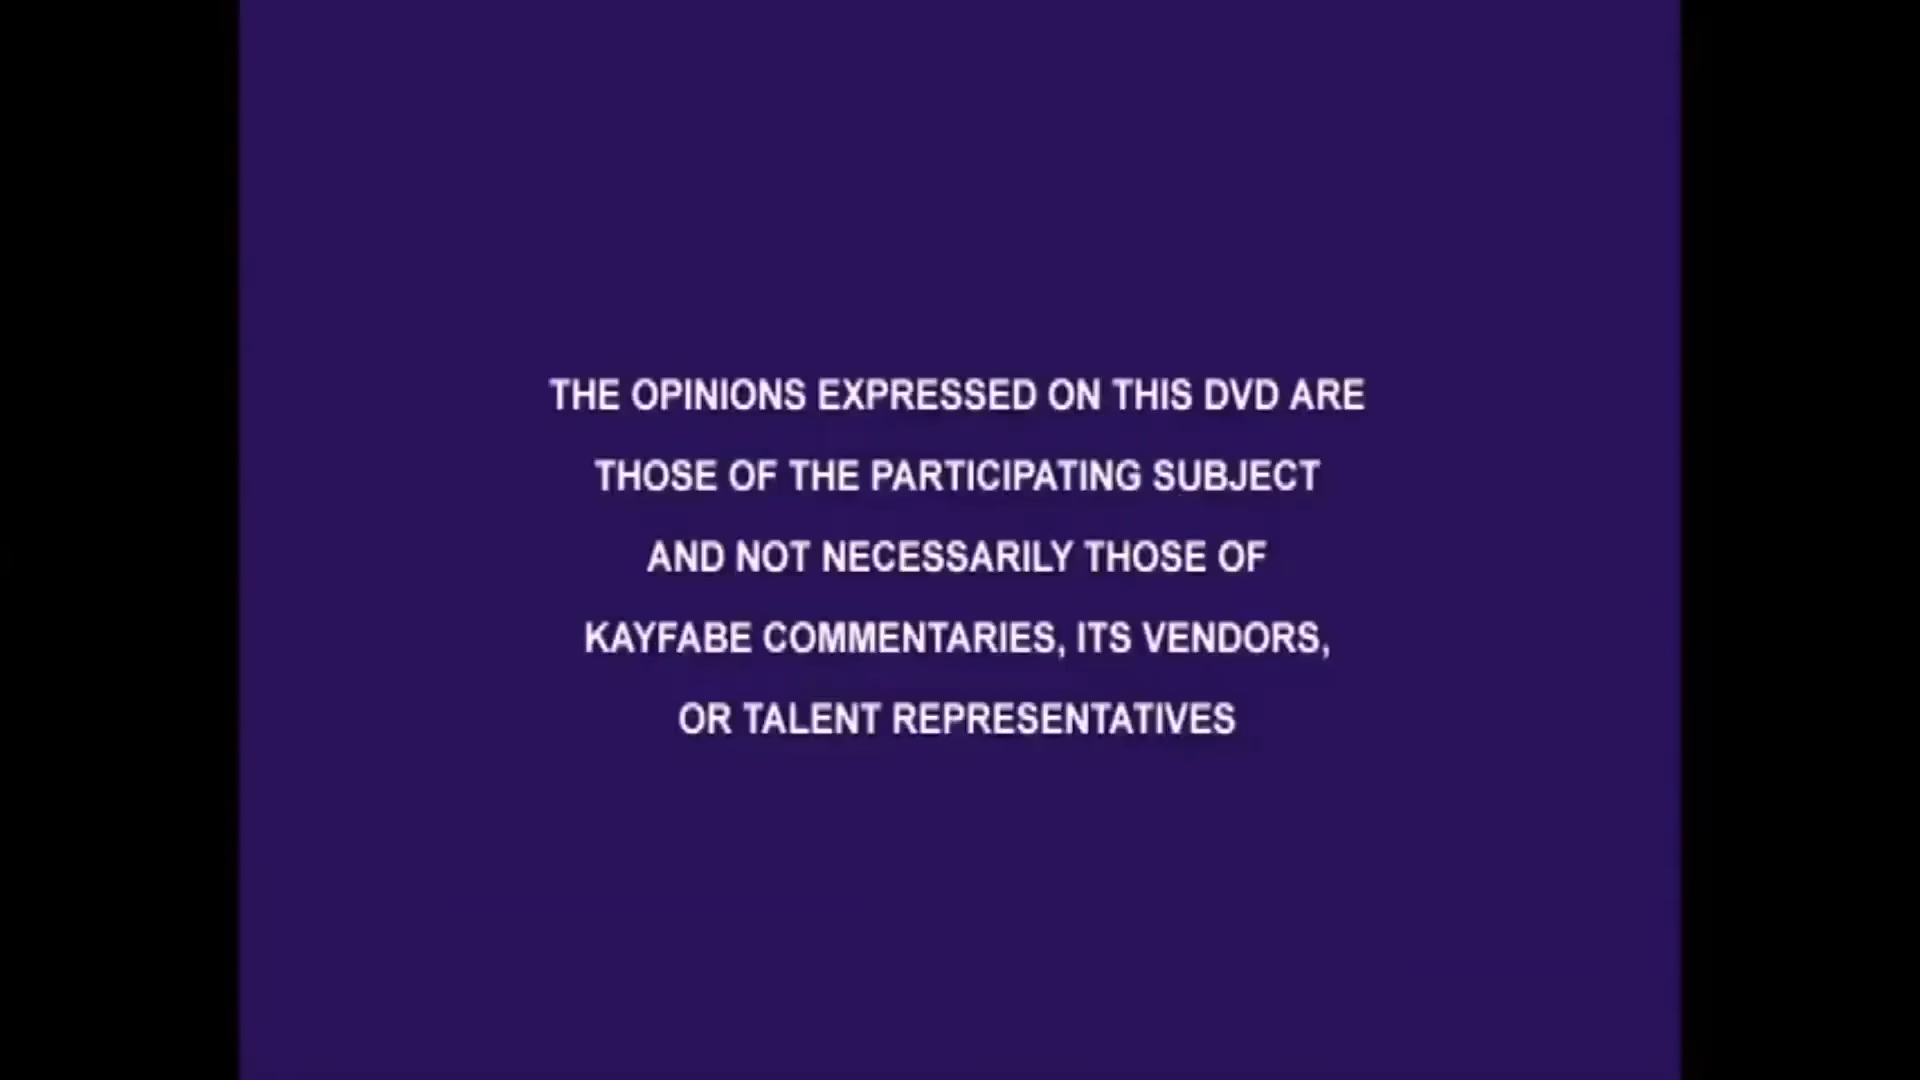 THE OPINIONS EXPRESSED ON THIS DVD ARE
THOSE OF THE PARTICIPATING SUBJECT
AND NOT NECESSARILY THOSE OF
KAYFABE COMMENTARIES, ITS VENDORS,
OR TALENT REPRESENTATIVES